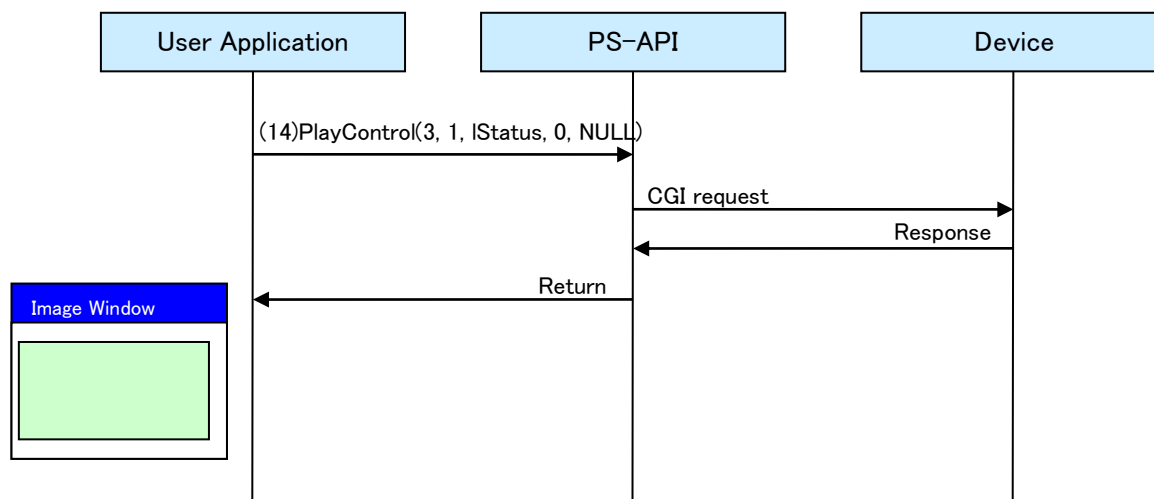 User Application
PS-API
Device
(14)PlayControl(3, 1, lStatus, 0, NULL)
CGI request
Response
Return
Image Window